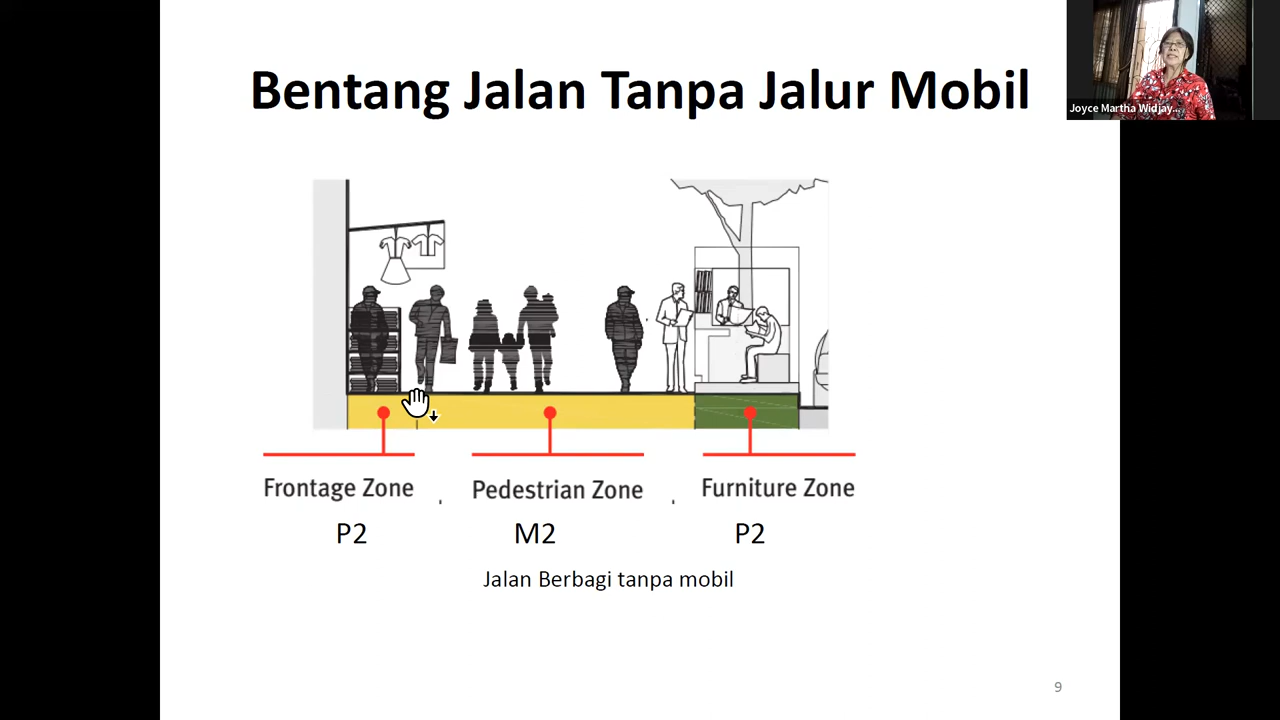 Bentang Jalan Tanpa Jalur Mobil
Joyce Martha Widjay...
Frontage Zone
Pedestrian Zone
Furniture Zone
P2
M2
P2
Jalan Berbagi tanpa mobil
9